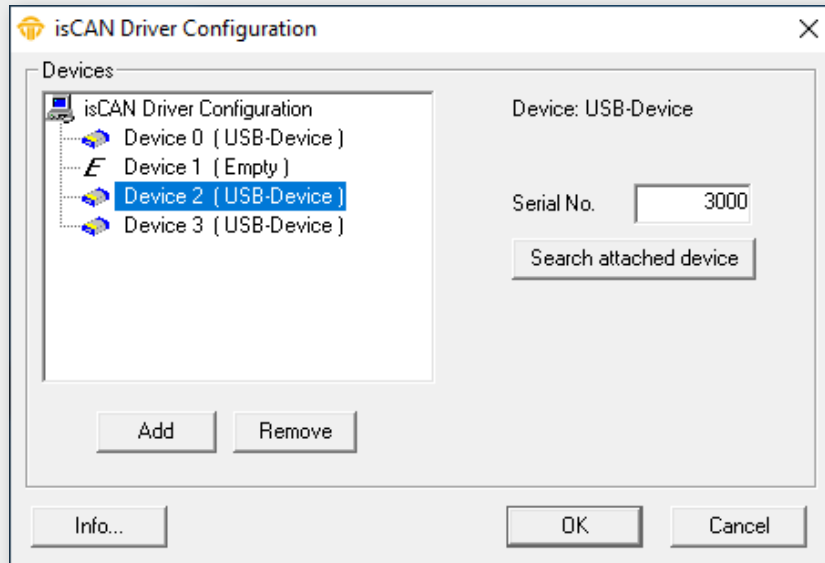 isCAN Driver Configuration
Devices
isCAN Driver Configuration
Device 0 ( USB-Device )
E Device 1 ( Empty )
Device 2 ( USB-Device )
Device 3 ( USB-Device )
Device: USB-Device
Serial No. 3000
Search attached device
Add Remove
Info... OK Cancel